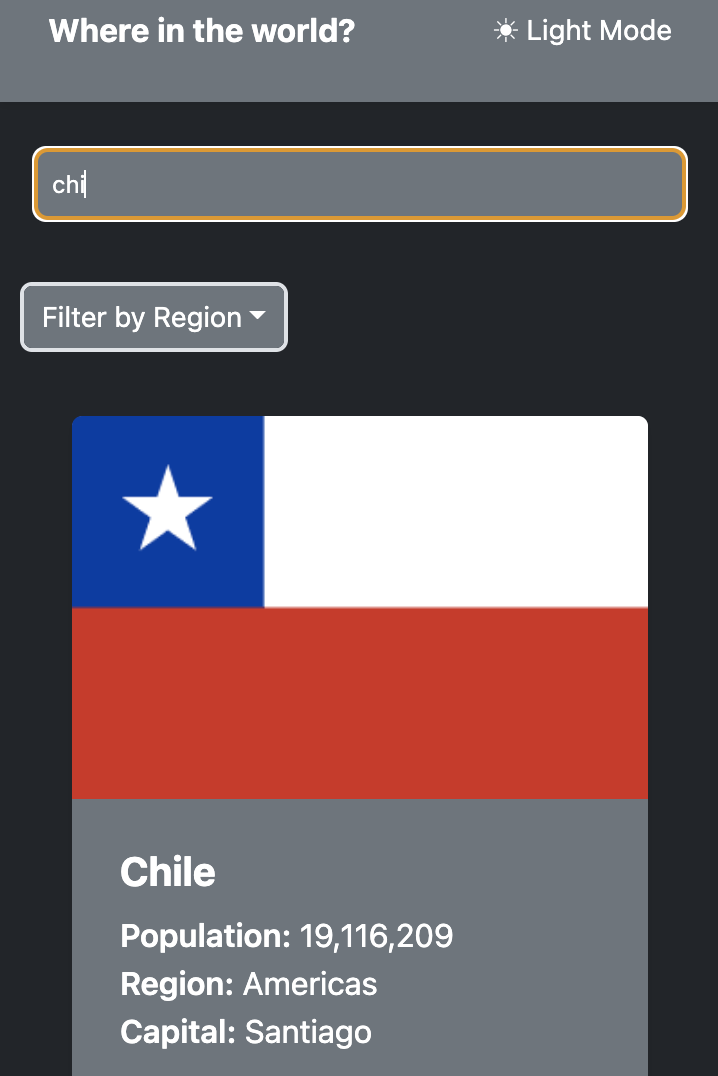 Where in the world?
☀ Light Mode
chi
Filter by Region
Chile
Population: 19,116,209
Region: Americas
Capital: Santiago